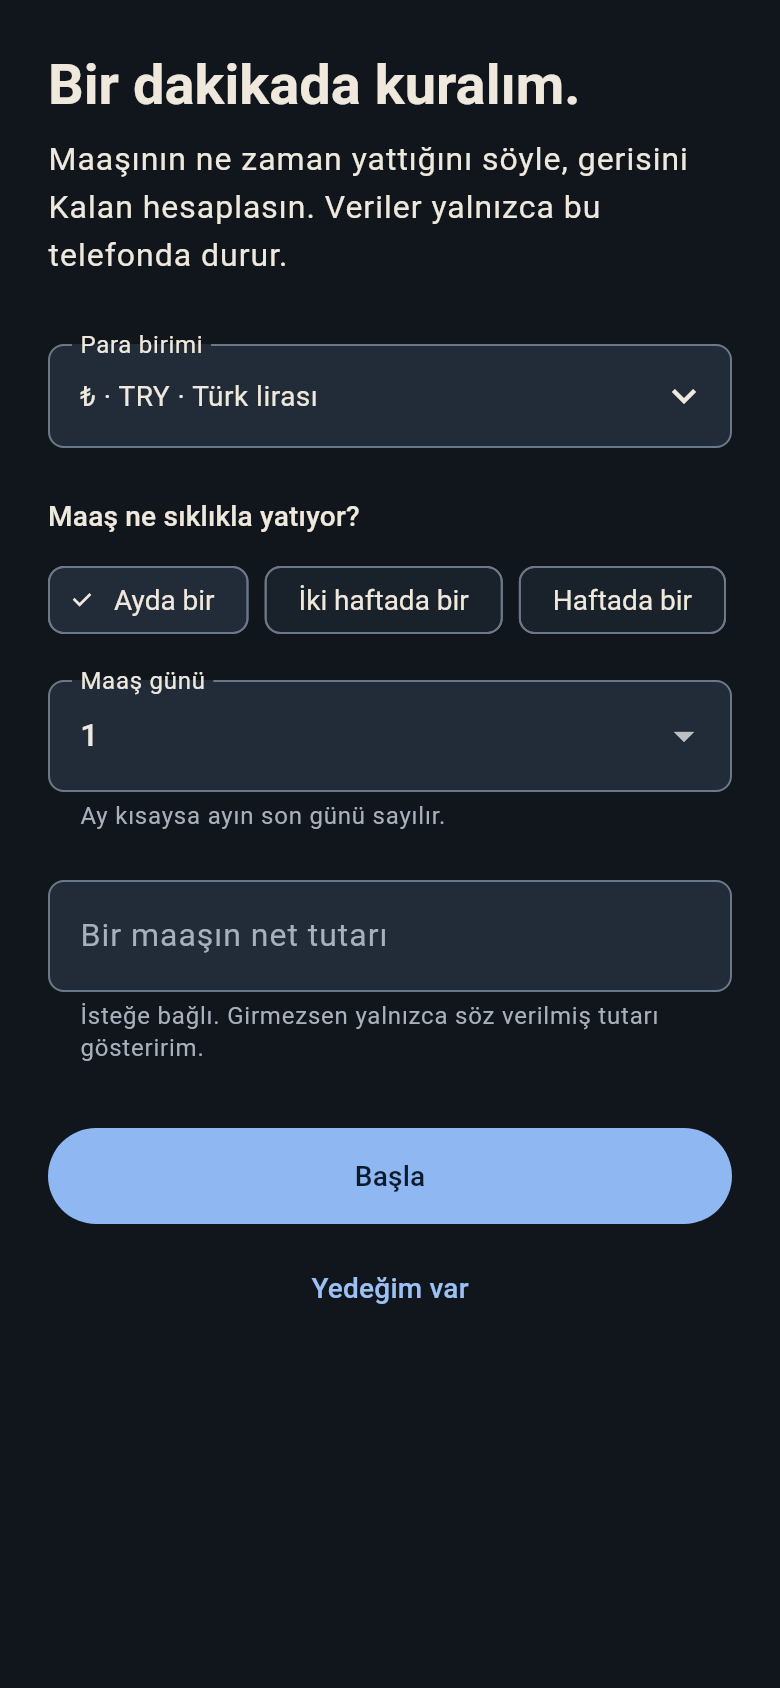 Bir dakikada kuralım.
Maaşının ne zaman yattığını söyle, gerisini
Kalan hesaplasın. Veriler yalnızca bu
telefonda durur.
Para birimi
₺ · TRY · Türk lirası
Maaş ne sıklıkla yatıyor?
Ayda bir
İki haftada bir
Haftada bir
Maaş günü
1
Ay kısaysa ayın son günü sayılır.
Bir maaşın net tutarı
İsteğe bağlı. Girmezsen yalnızca söz verilmiş tutarı
gösteririm.
Başla
Yedeğim var